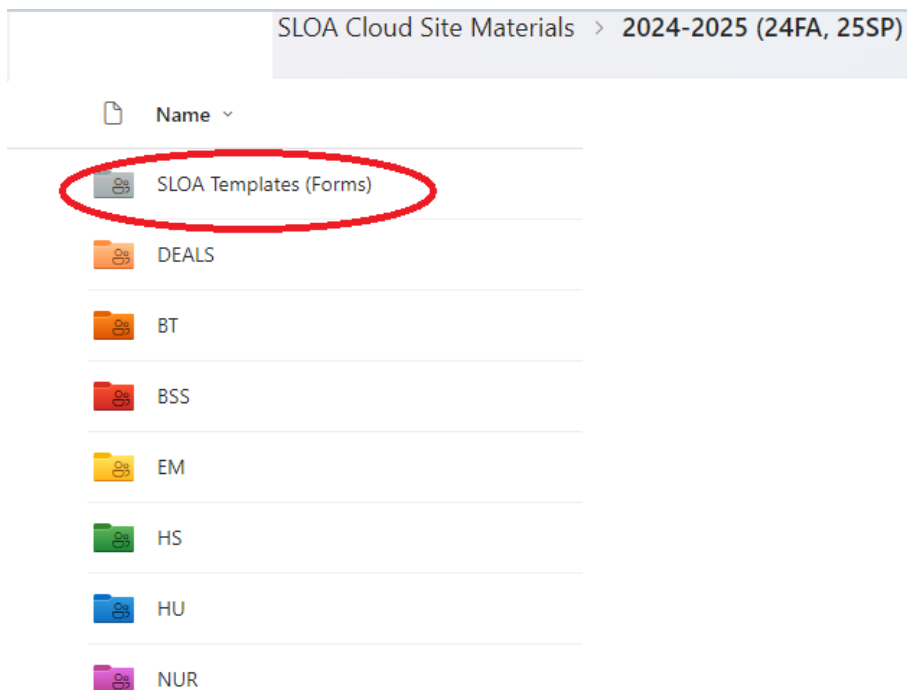 SLOA Cloud Site Materials > 2024-2025 (24FA, 25SP)
Name
SLOA Templates (Forms)
DEALS
BT
BSS
EM
HS
HU
NUR